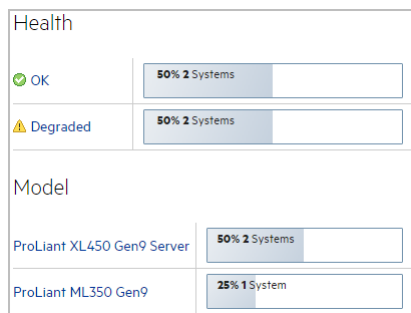 Health
OK
50% 2 Systems
Degraded
50% 2 Systems
Model
ProLiant XL450 Gen9 Server
50% 2 Systems
ProLiant ML350 Gen9
25% 1 System